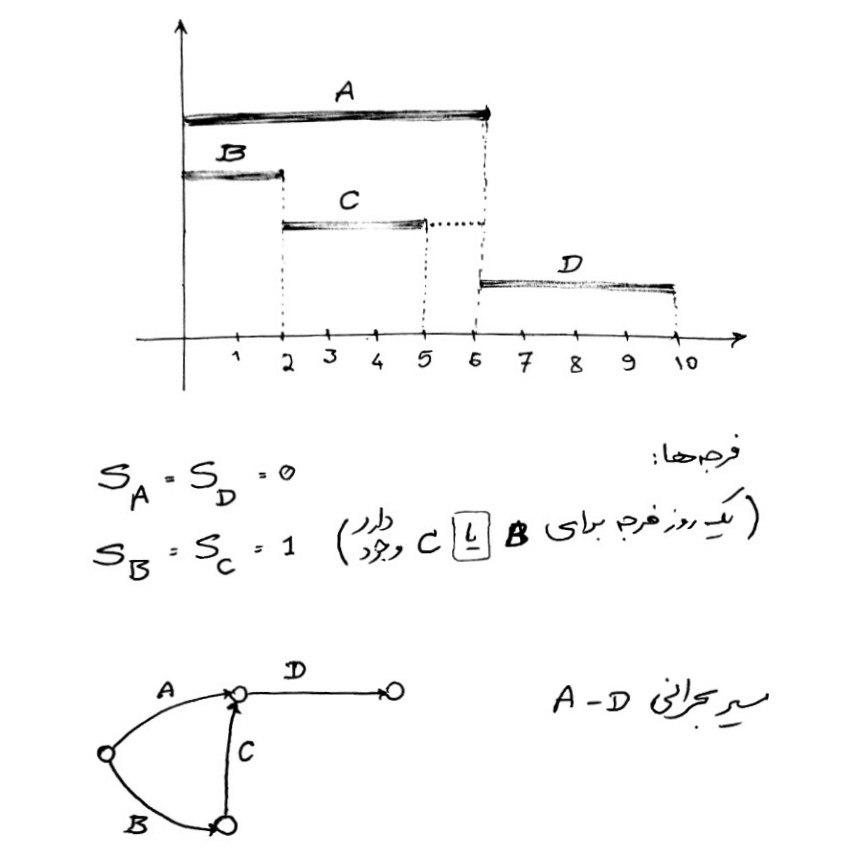 A
B
C
D
1 2 3 4 5 6 7 8 9 10
فرجه‌ها:
S_A = S_D = 0
S_B = S_C = 1 (یک روز فرجه برای B یا C وجود دارد)
A D
C
B
مسیر بحرانی A-D